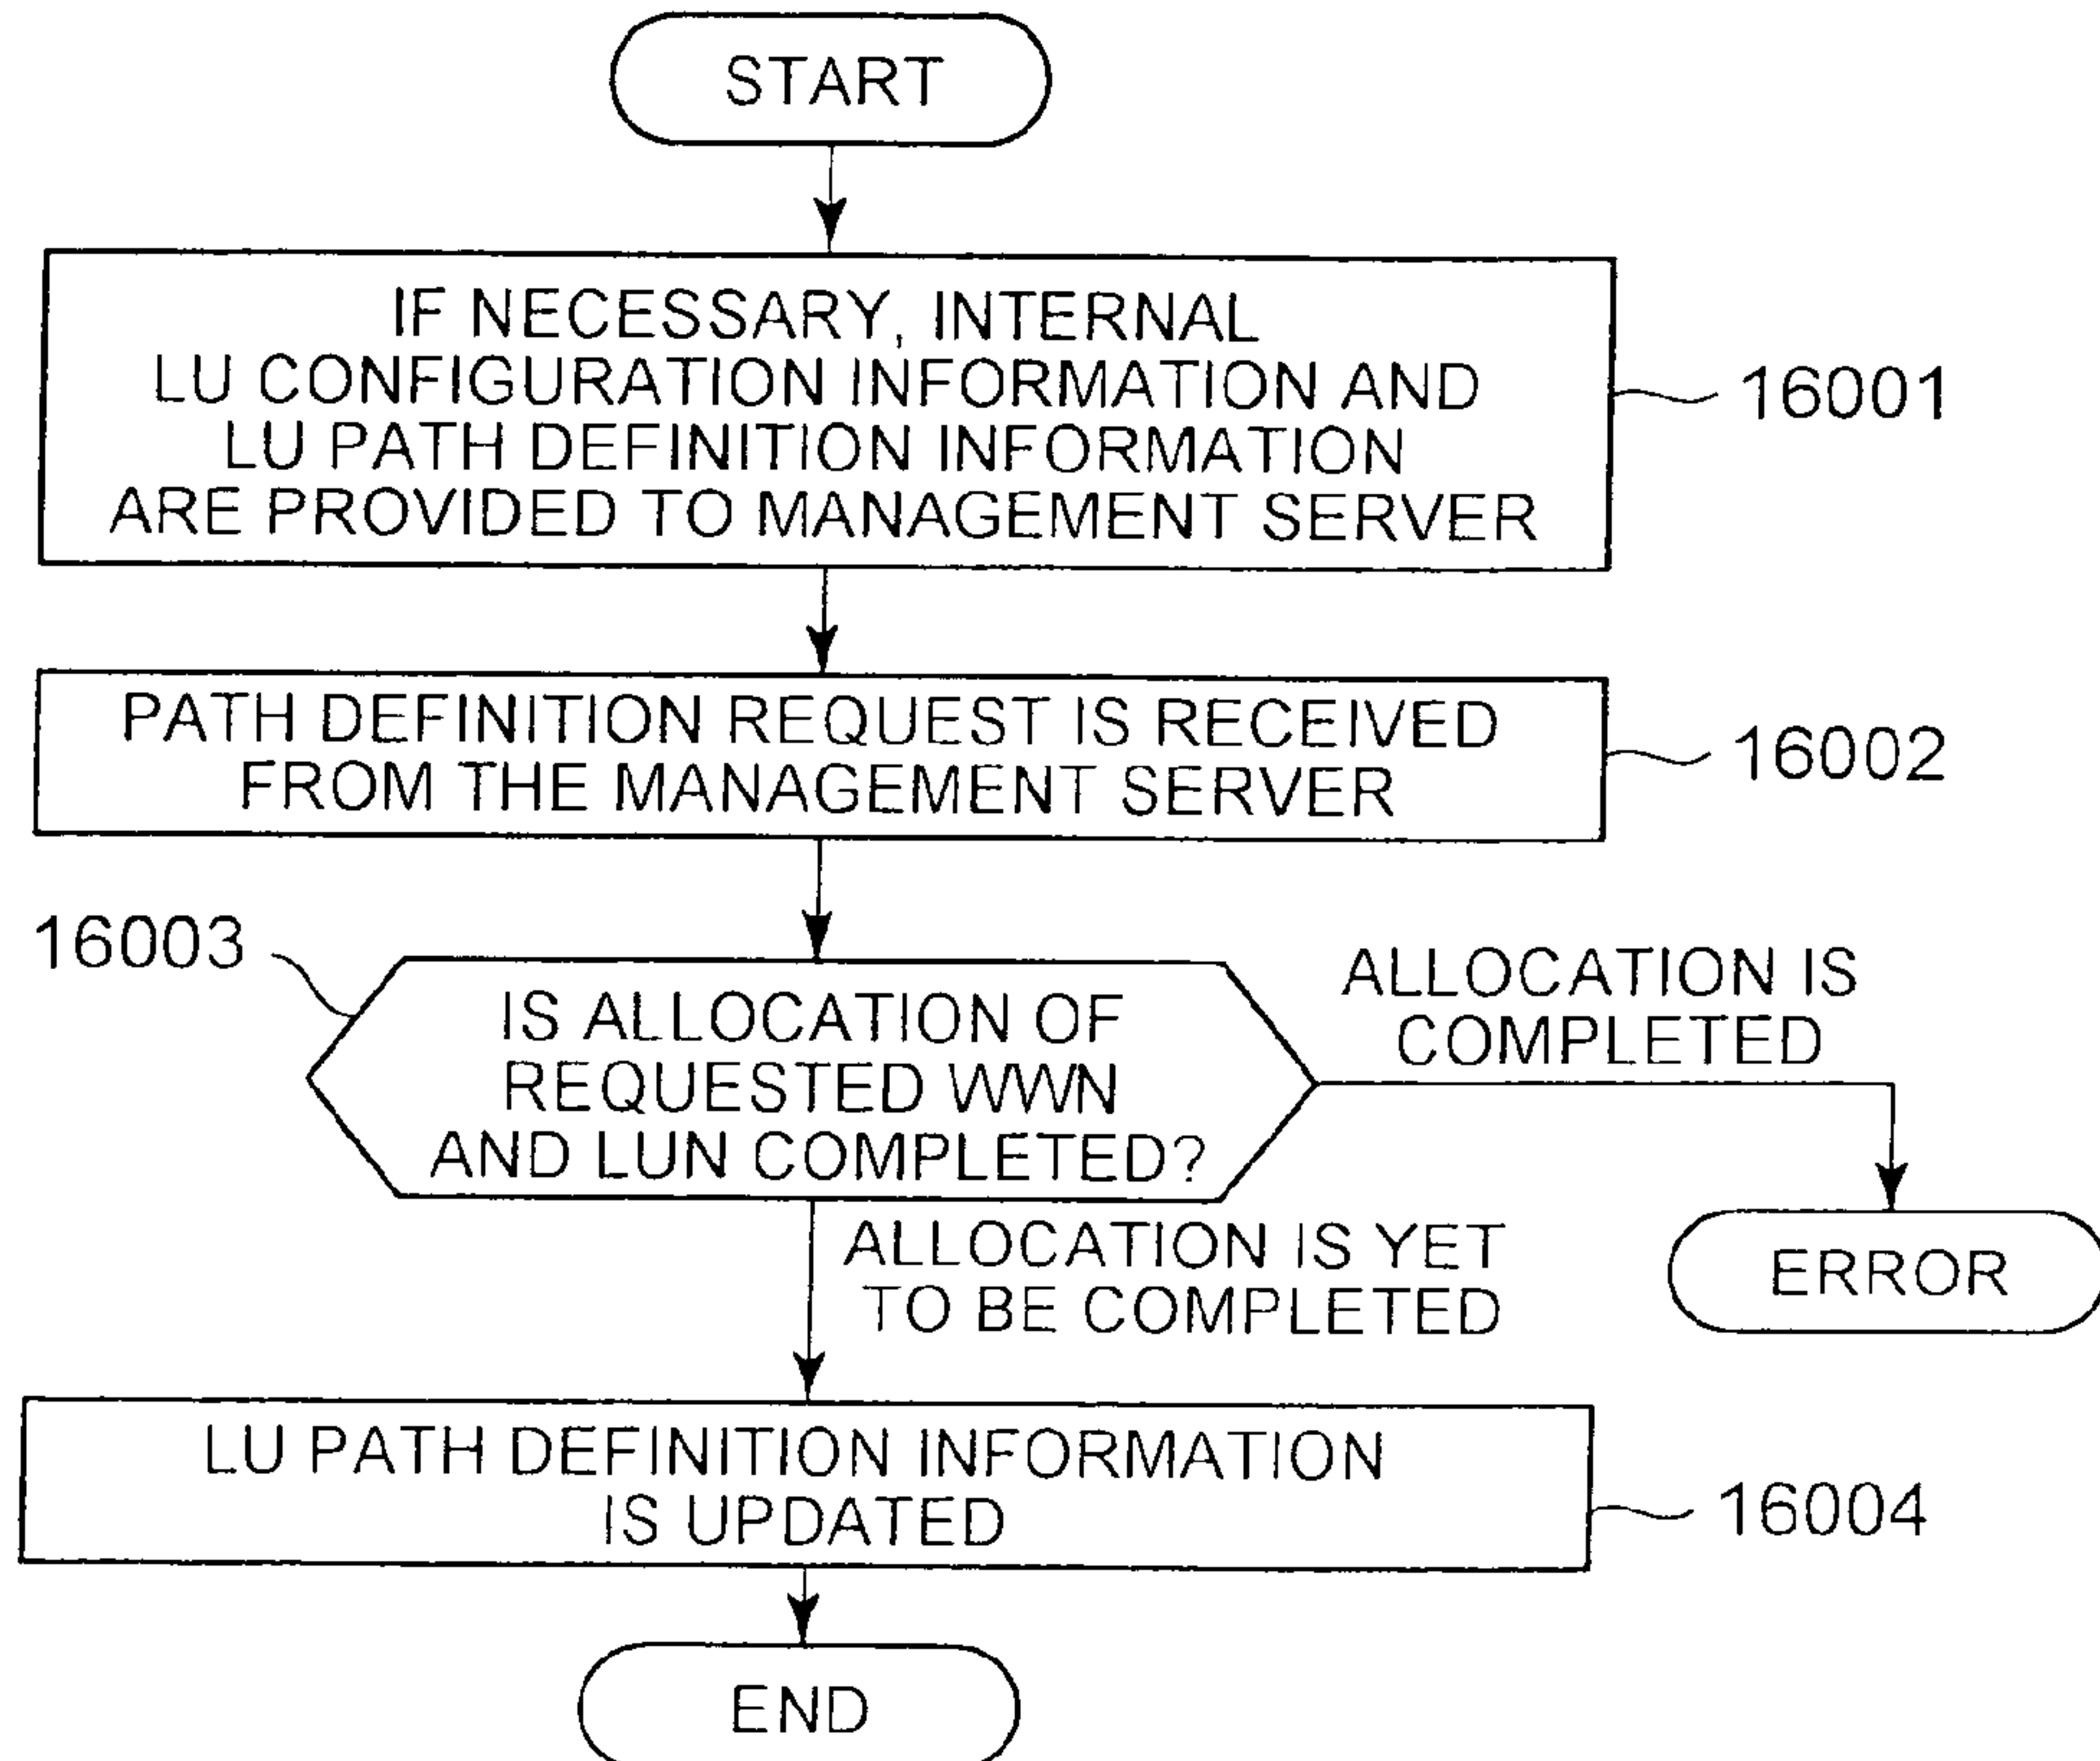 START
IF NECESSARY, INTERNAL
LU CONFIGURATION INFORMATION AND
LU PATH DEFINITION INFORMATION
ARE PROVIDED TO MANAGEMENT SERVER
16001
PATH DEFINITION REQUEST IS RECEIVED
FROM THE MANAGEMENT SERVER
16002
16003
IS ALLOCATION OF
REQUESTED WWN
AND LUN COMPLETED?
ALLOCATION IS
COMPLETED
ERROR
ALLOCATION IS YET
TO BE COMPLETED
LU PATH DEFINITION INFORMATION
IS UPDATED
16004
END